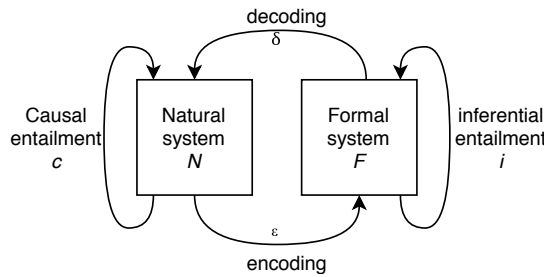 decoding
δ
Causal
entailment
c
Natural
system
N
Formal
system
F
inferential
entailment
i
ε
encoding